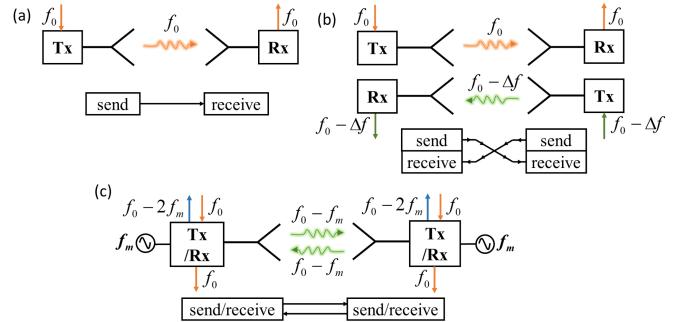 (a)
f₀
f₀
f₀
Tx
Rx
send
receive
(b)
f₀
f₀
f₀
Tx
Rx
f₀ − Δf
Rx
Tx
f₀ − Δf
f₀ − Δf
send
send
receive
receive
(c)
f₀ − 2fₘ
f₀
f₀ − 2fₘ
f₀
f₀ − fₘ
Tx
/Rx
Tx
/Rx
fₘ
fₘ
f₀ − fₘ
f₀
f₀
send/receive
send/receive